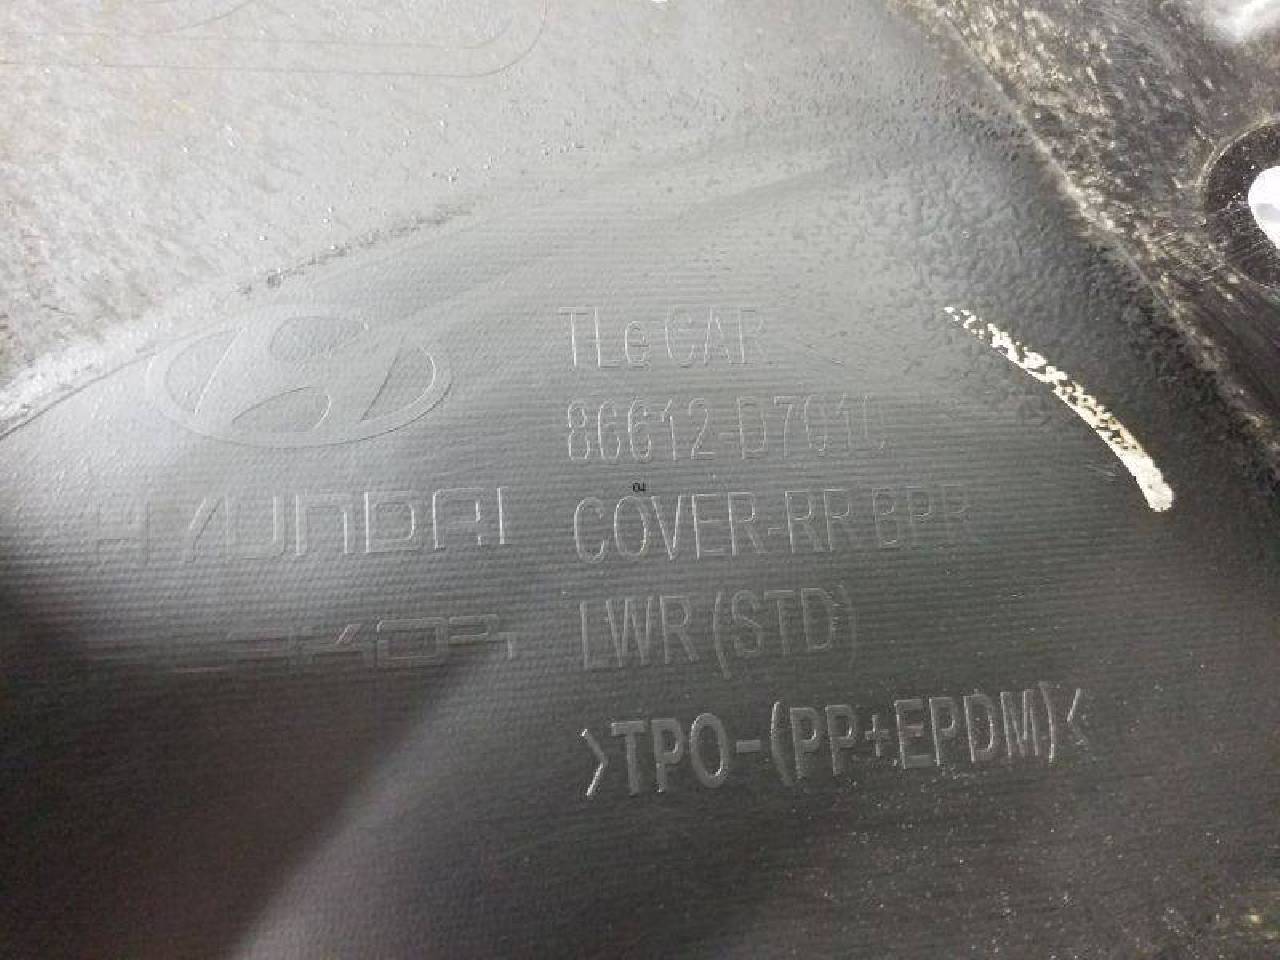 TLe CAR
86612-D7010
HYUNDAI
COVER-RR BPR
LWR (STD)
>TPO-(PP+EPDM)<